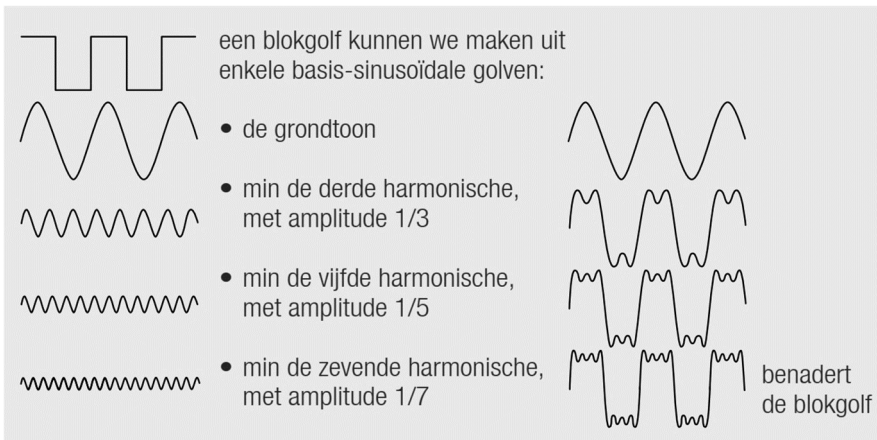 een blokgolf kunnen we maken uit
enkele basis-sinusoïdale golven:
• de grondtoon
• min de derde harmonische,
met amplitude 1/3
• min de vijfde harmonische,
met amplitude 1/5
• min de zevende harmonische,
met amplitude 1/7
benadert
de blokgolf